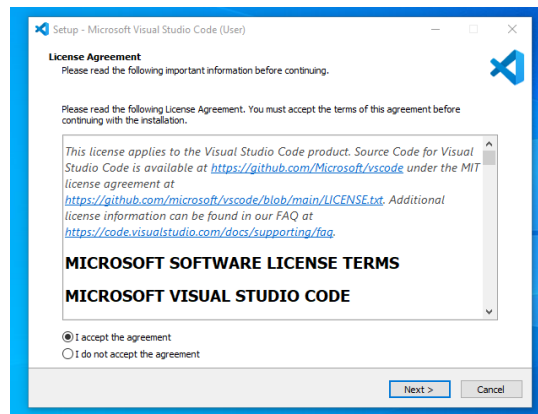 Setup - Microsoft Visual Studio Code (User)
License Agreement
Please read the following important information before continuing.
Please read the following License Agreement. You must accept the terms of this agreement before
continuing with the installation.
This license applies to the Visual Studio Code product. Source Code for Visual
Studio Code is available at https://github.com/Microsoft/vscode under the MIT
license agreement at
https://github.com/microsoft/vscode/blob/main/LICENSE.txt. Additional
license information can be found in our FAQ at
https://code.visualstudio.com/docs/supporting/faq.
MICROSOFT SOFTWARE LICENSE TERMS
MICROSOFT VISUAL STUDIO CODE
I accept the agreement
I do not accept the agreement
Next > Cancel